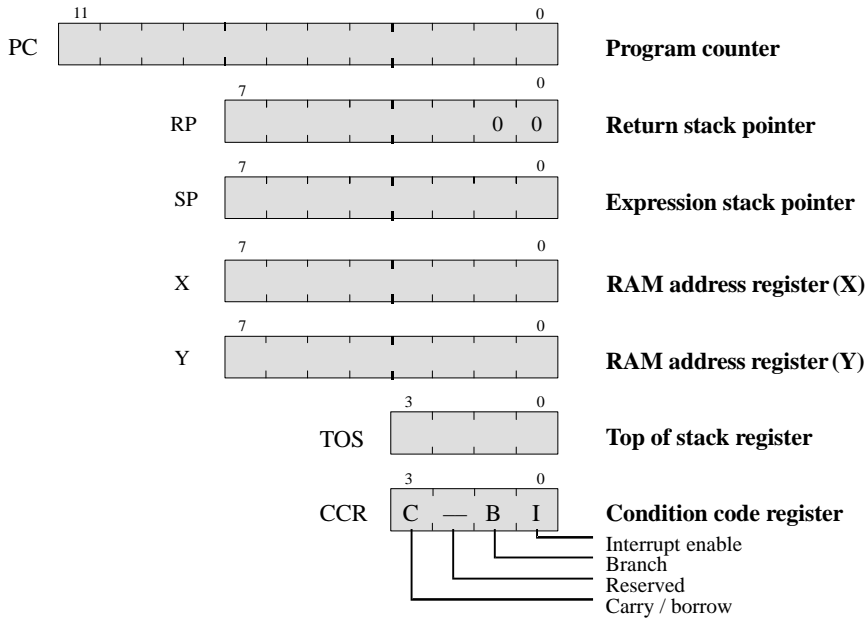 11 0
PC Program counter
7 0
RP 0 0 Return stack pointer
7 0
SP Expression stack pointer
7 0
X RAM address register (X)
7 0
Y RAM address register (Y)
3 0
TOS Top of stack register
3 0
CCR C — B I Condition code register
Interrupt enable
Branch
Reserved
Carry / borrow